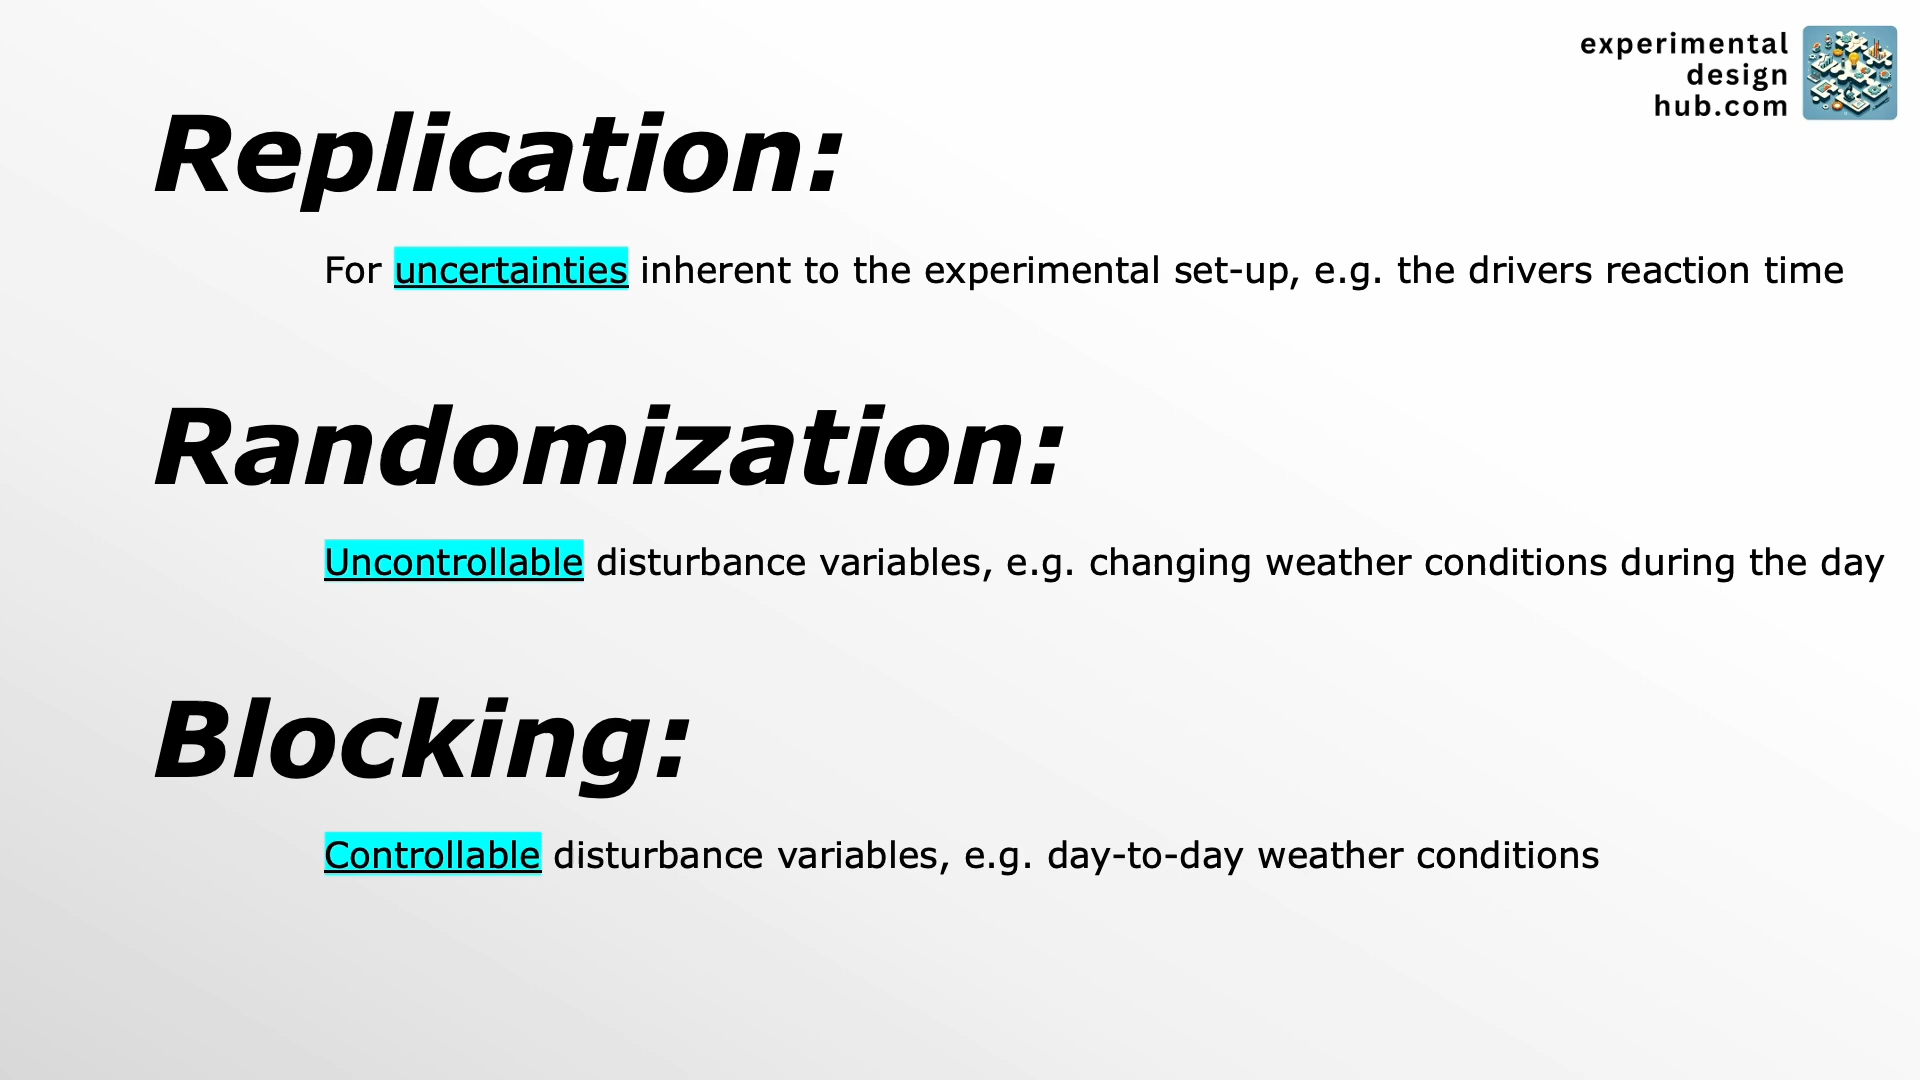 experimental
design
hub.com
Replication:
For uncertainties inherent to the experimental set-up, e.g. the drivers reaction time
Randomization:
Uncontrollable disturbance variables, e.g. changing weather conditions during the day
Blocking:
Controllable disturbance variables, e.g. day-to-day weather conditions